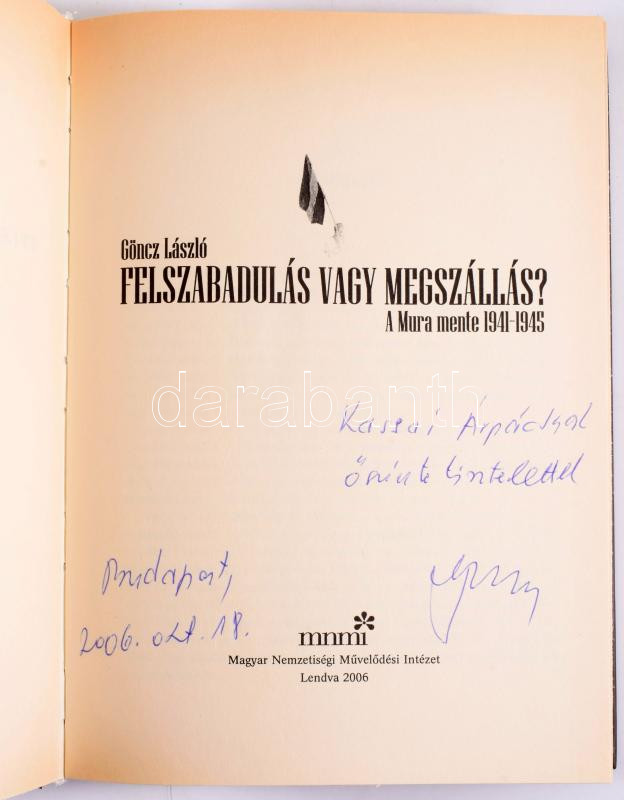 Göncz László
FELSZABADULÁS VAGY MEGSZÁLLÁS?
A Mura mente 1941-1945
darabanth
Kassai Árpádnak
őszinte tisztelettel
Budapest,
2006. okt. 18.
mnmi
Magyar Nemzetiségi Művelődési Intézet
Lendva 2006